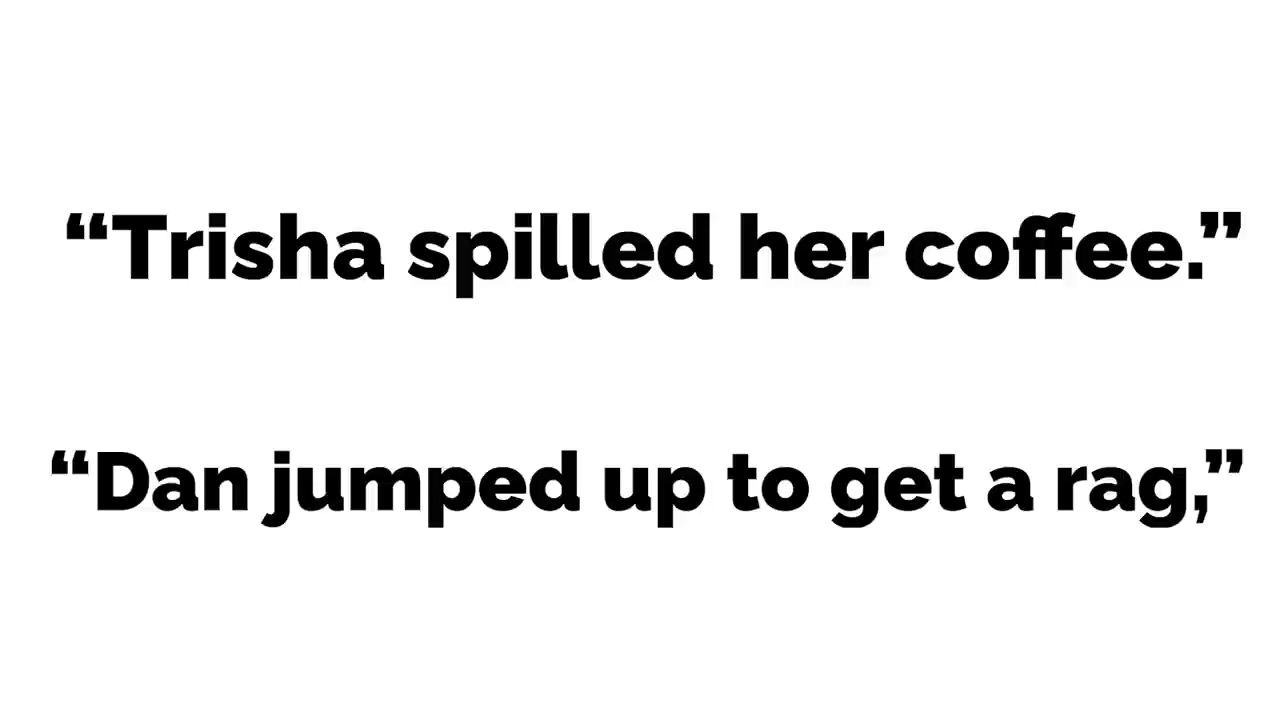 “Trisha spilled her coffee.”
“Dan jumped up to get a rag,”